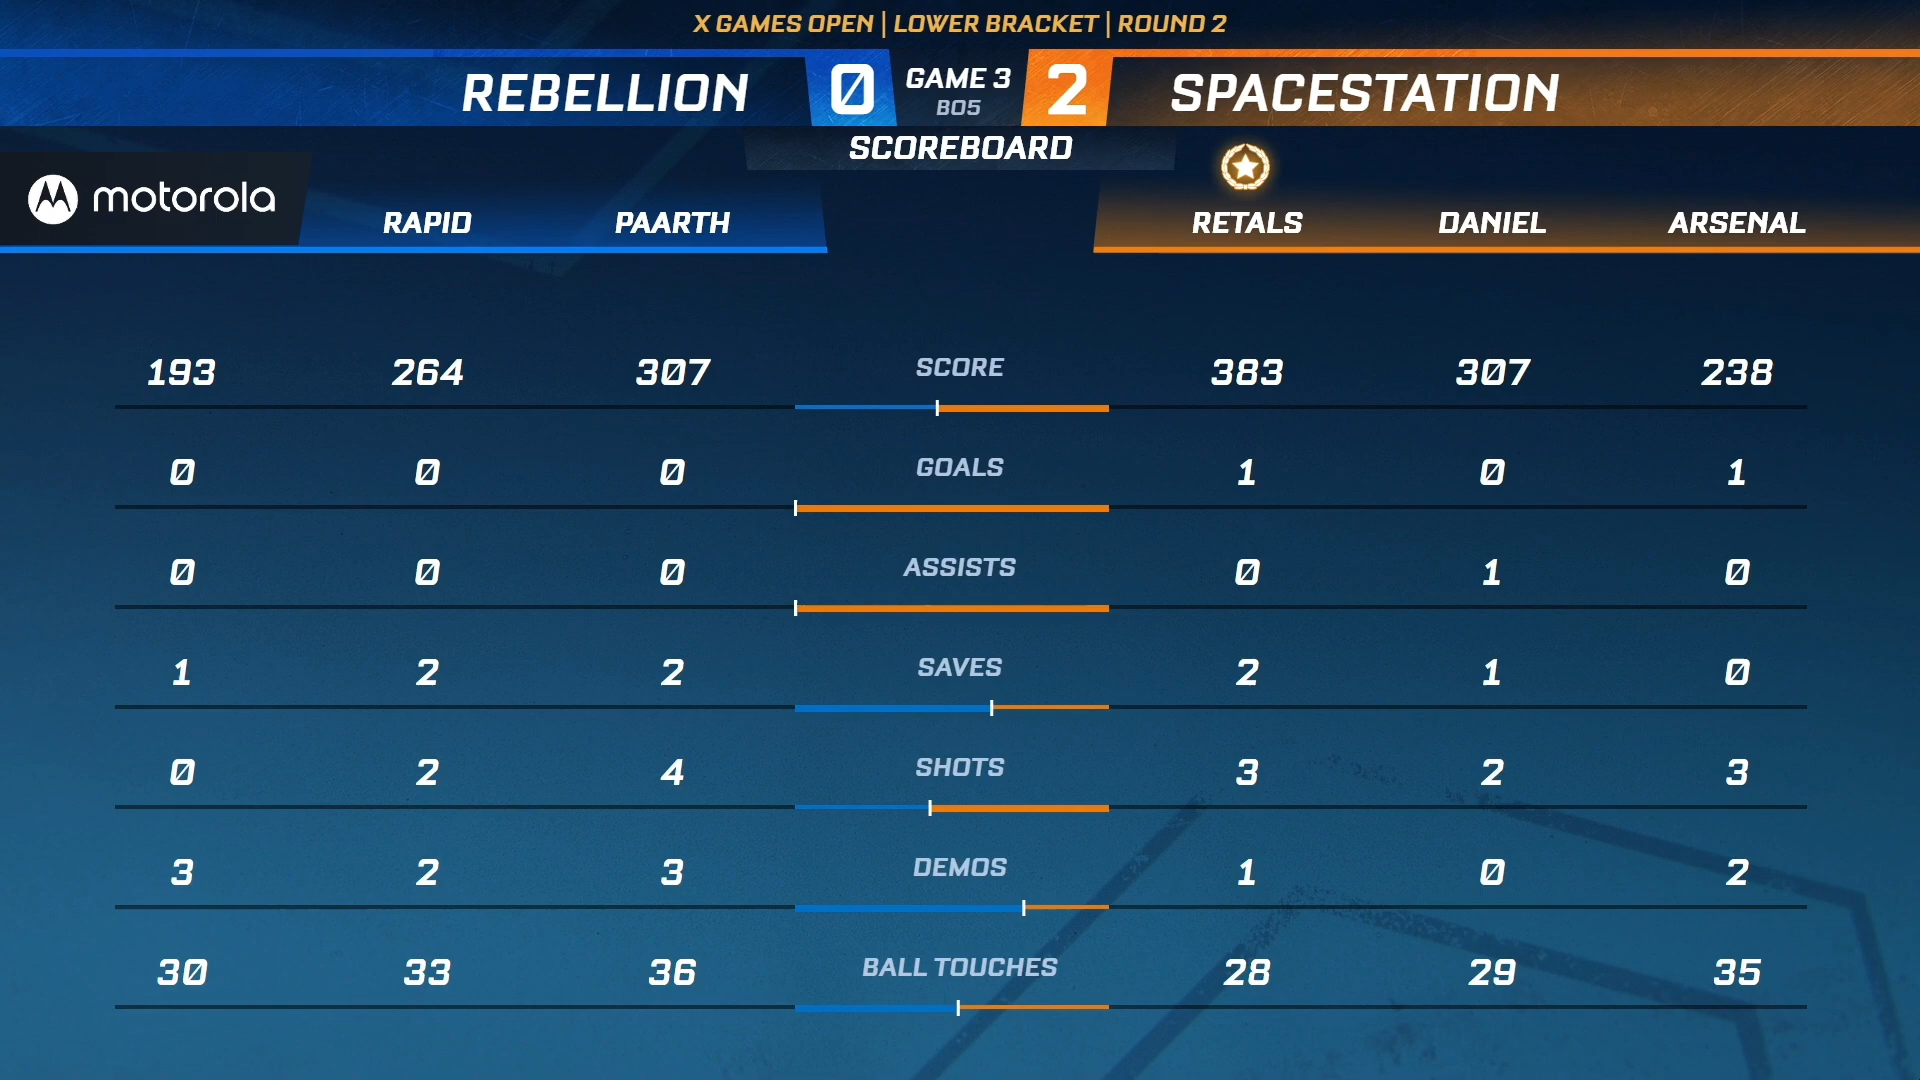 X GAMES OPEN | LOWER BRACKET | ROUND 2
REBELLION 0 GAME 3 2 SPACESTATION
BO5
SCOREBOARD
motorola RAPID PAARTH RETALS DANIEL ARSENAL
193 264 307 SCORE 383 307 238
0 0 0 GOALS 1 0 1
0 0 0 ASSISTS 0 1 0
1 2 2 SAVES 2 1 0
0 2 4 SHOTS 3 2 3
3 2 3 DEMOS 1 0 2
30 33 36 BALL TOUCHES 28 29 35